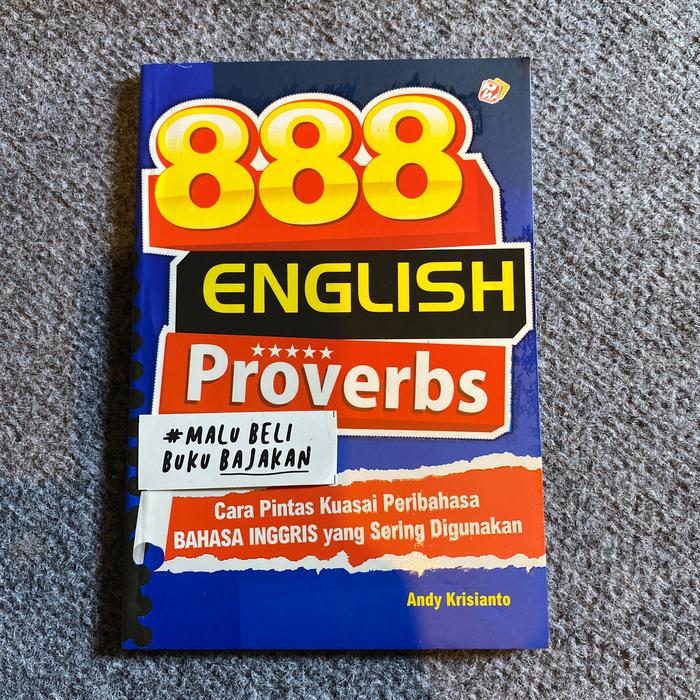 888
ENGLISH
Proverbs
#MALU BELI
BUKU BAJAKAN
Cara Pintas Kuasai Peribahasa
BAHASA INGGRIS yang Sering Digunakan
Andy Krisianto